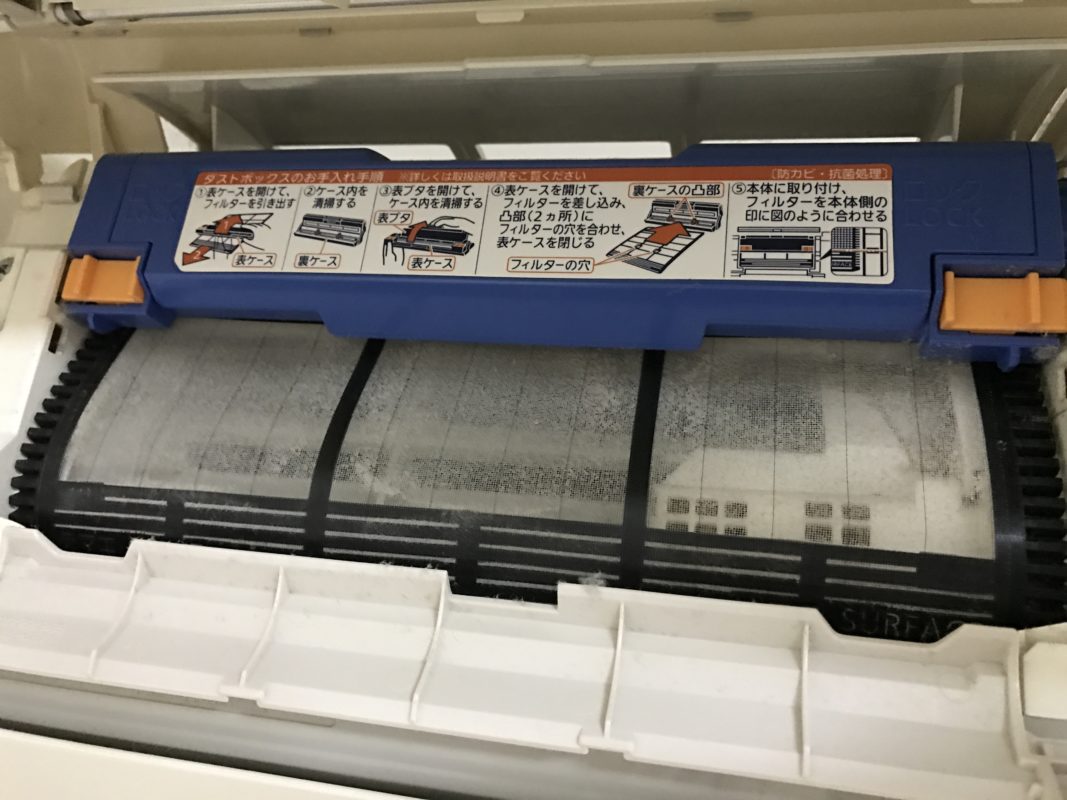 ダストボックスのお手入れ手順 ※詳しくは取扱説明書をご覧ください 〔防カビ・抗菌処理〕
①表ケースを開けて、
フィルターを引き出す
表ケース
②ケース内を
清掃する
裏ケース
③表ブタを開けて、
ケース内を清掃する
表ブタ
表ケース
④表ケースを開けて、
フィルターを差し込み、
凸部(2ヵ所)に
フィルターの穴を合わせ、
表ケースを閉じる
裏ケースの凸部
フィルターの穴
⑤本体に取り付け、
フィルターを本体側の
印に図のように合わせる
LOCK